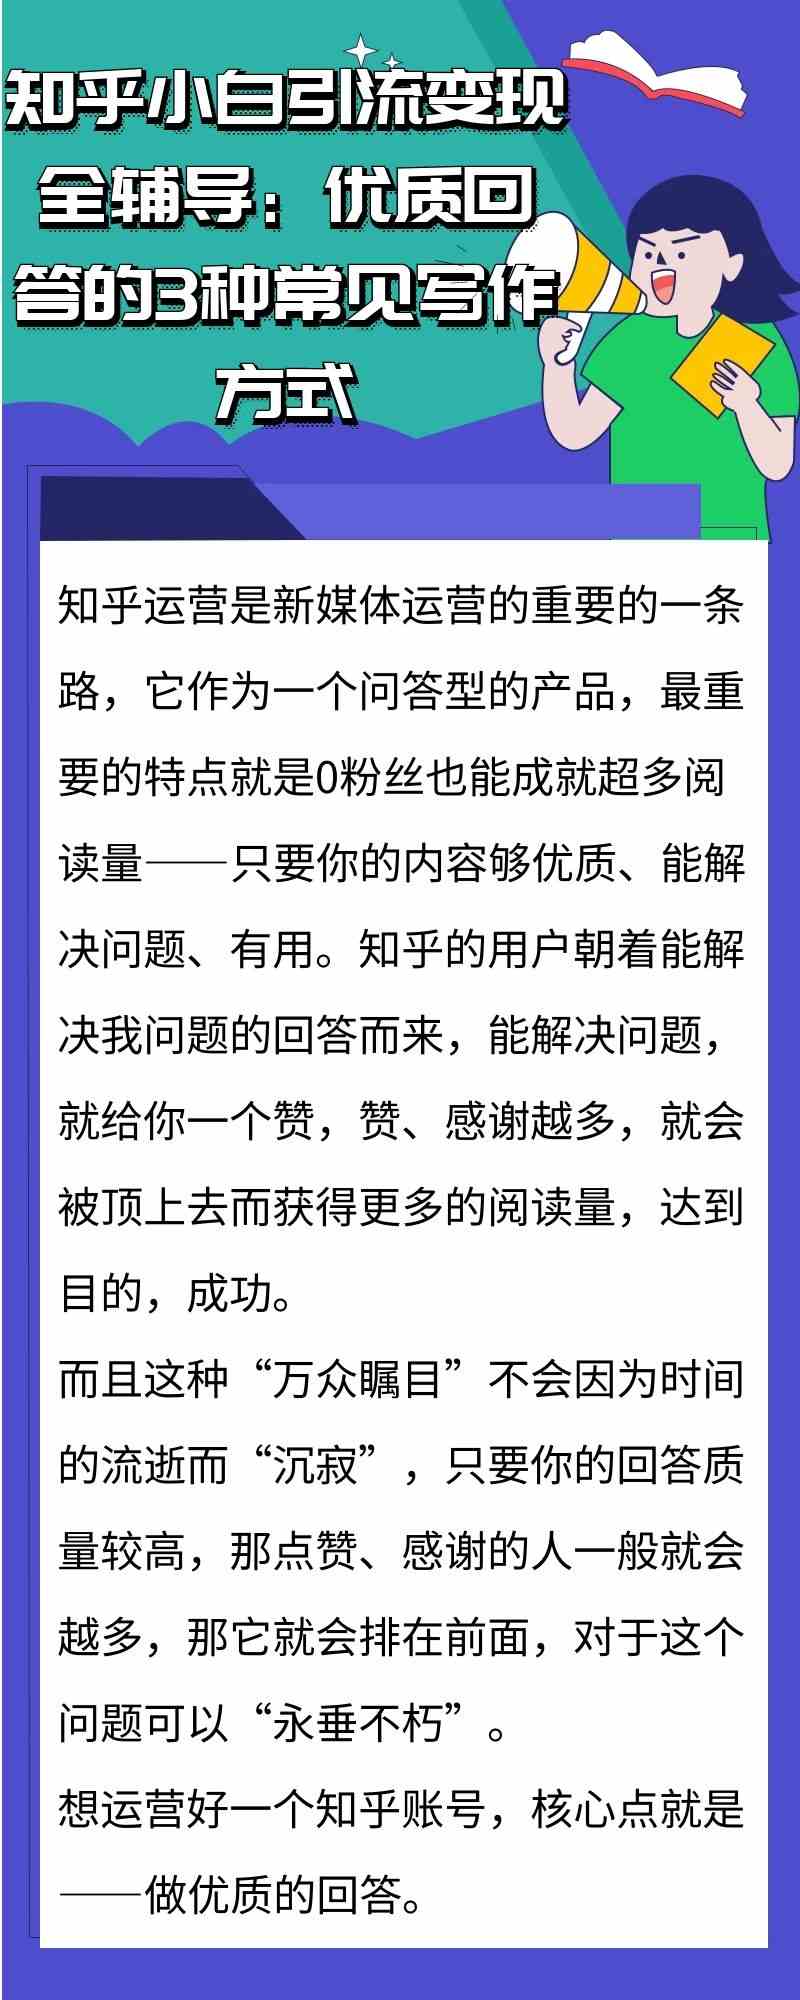 知乎小白引流变现
全辅导：优质回
答的3种常见写作
方式
知乎运营是新媒体运营的重要的一条
路，它作为一个问答型的产品，最重
要的特点就是0粉丝也能成就超多阅
读量——只要你的内容够优质、能解
决问题、有用。知乎的用户朝着能解
决我问题的回答而来，能解决问题，
就给你一个赞，赞、感谢越多，就会
被顶上去而获得更多的阅读量，达到
目的，成功。
而且这种“万众瞩目”不会因为时间
的流逝而“沉寂”，只要你的回答质
量较高，那点赞、感谢的人一般就会
越多，那它就会排在前面，对于这个
问题可以“永垂不朽”。
想运营好一个知乎账号，核心点就是
——做优质的回答。